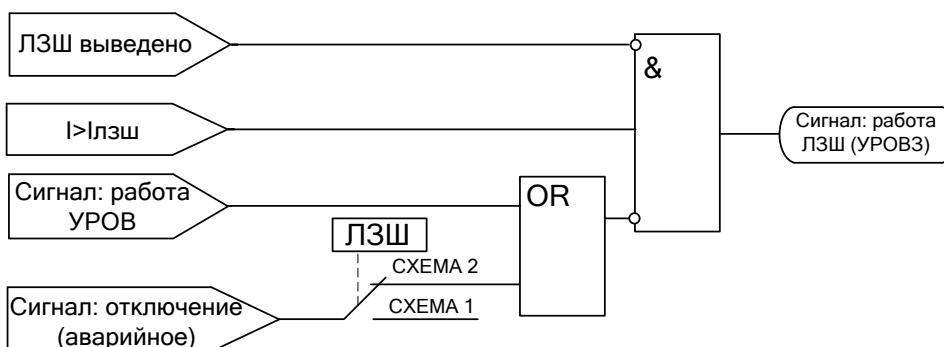 ЛЗШ выведено
&
I>Iлзш
Сигнал: работа
ЛЗШ (УРОВЗ)
Сигнал: работа
УРОВ
OR
ЛЗШ
СХЕМА 2
СХЕМА 1
Сигнал: отключение
(аварийное)